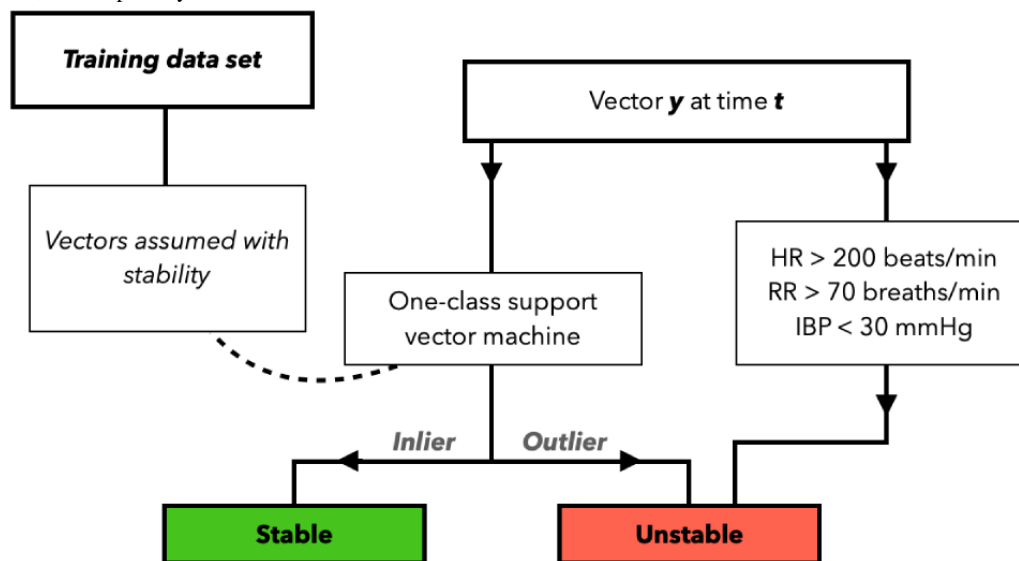 Training data set
Vector y at time t
Vectors assumed with
stability
HR > 200 beats/min
RR > 70 breaths/min
IBP < 30 mmHg
One-class support
vector machine
Inlier
Outlier
Stable
Unstable